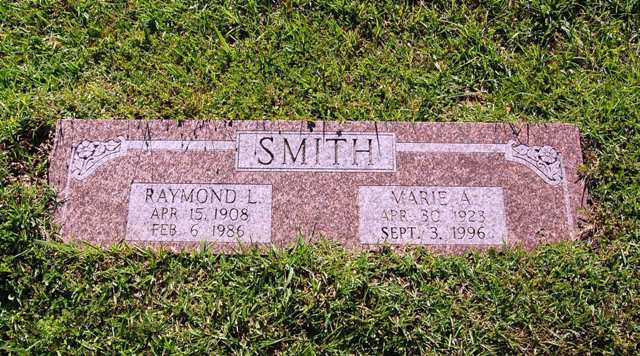 SMITH
RAYMOND L.
APR. 15, 1908
FEB. 6 1986
MARIE A.
APR. 30, 1923
SEPT. 3, 1996